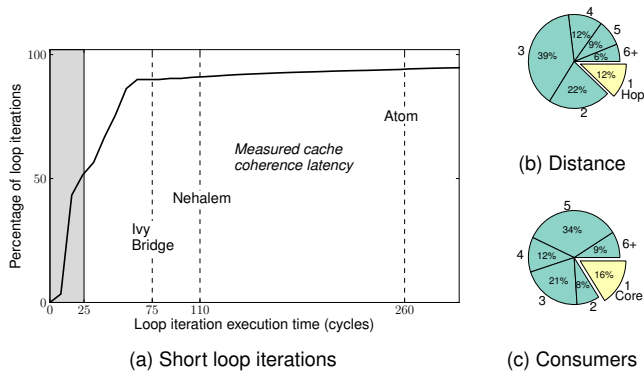 100
50
0
Percentage of loop iterations
Measured cache
coherence latency
Atom
Nehalem
Ivy
Bridge
0 25 75 110 260
Loop iteration execution time (cycles)
(a) Short loop iterations
4
12%
5
9%
6+
6%
3
39%
12%
1
Hop
22%
2
(b) Distance
5
34%
6+
9%
4
12%
16%
1
Core
21%
3
8%
2
(c) Consumers